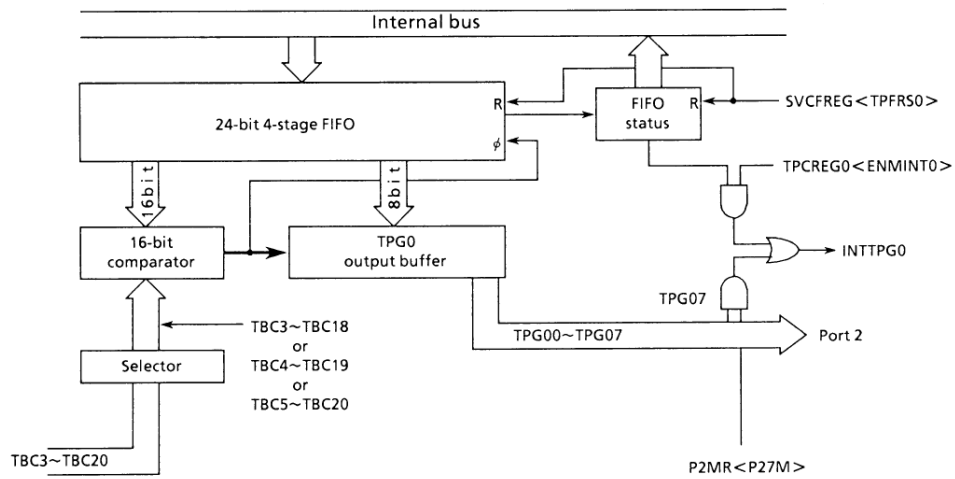 Internal bus
24-bit 4-stage FIFO
R
ϕ
FIFO
status
R
SVCFREG<TPFRS0>
TPCREG0<ENMINT0>
16bit
8bit
16-bit
comparator
TPG0
output buffer
INTTPG0
TPG07
TPG00~TPG07
Port 2
TBC3~TBC18
or
TBC4~TBC19
or
TBC5~TBC20
Selector
TBC3~TBC20
P2MR<P27M>